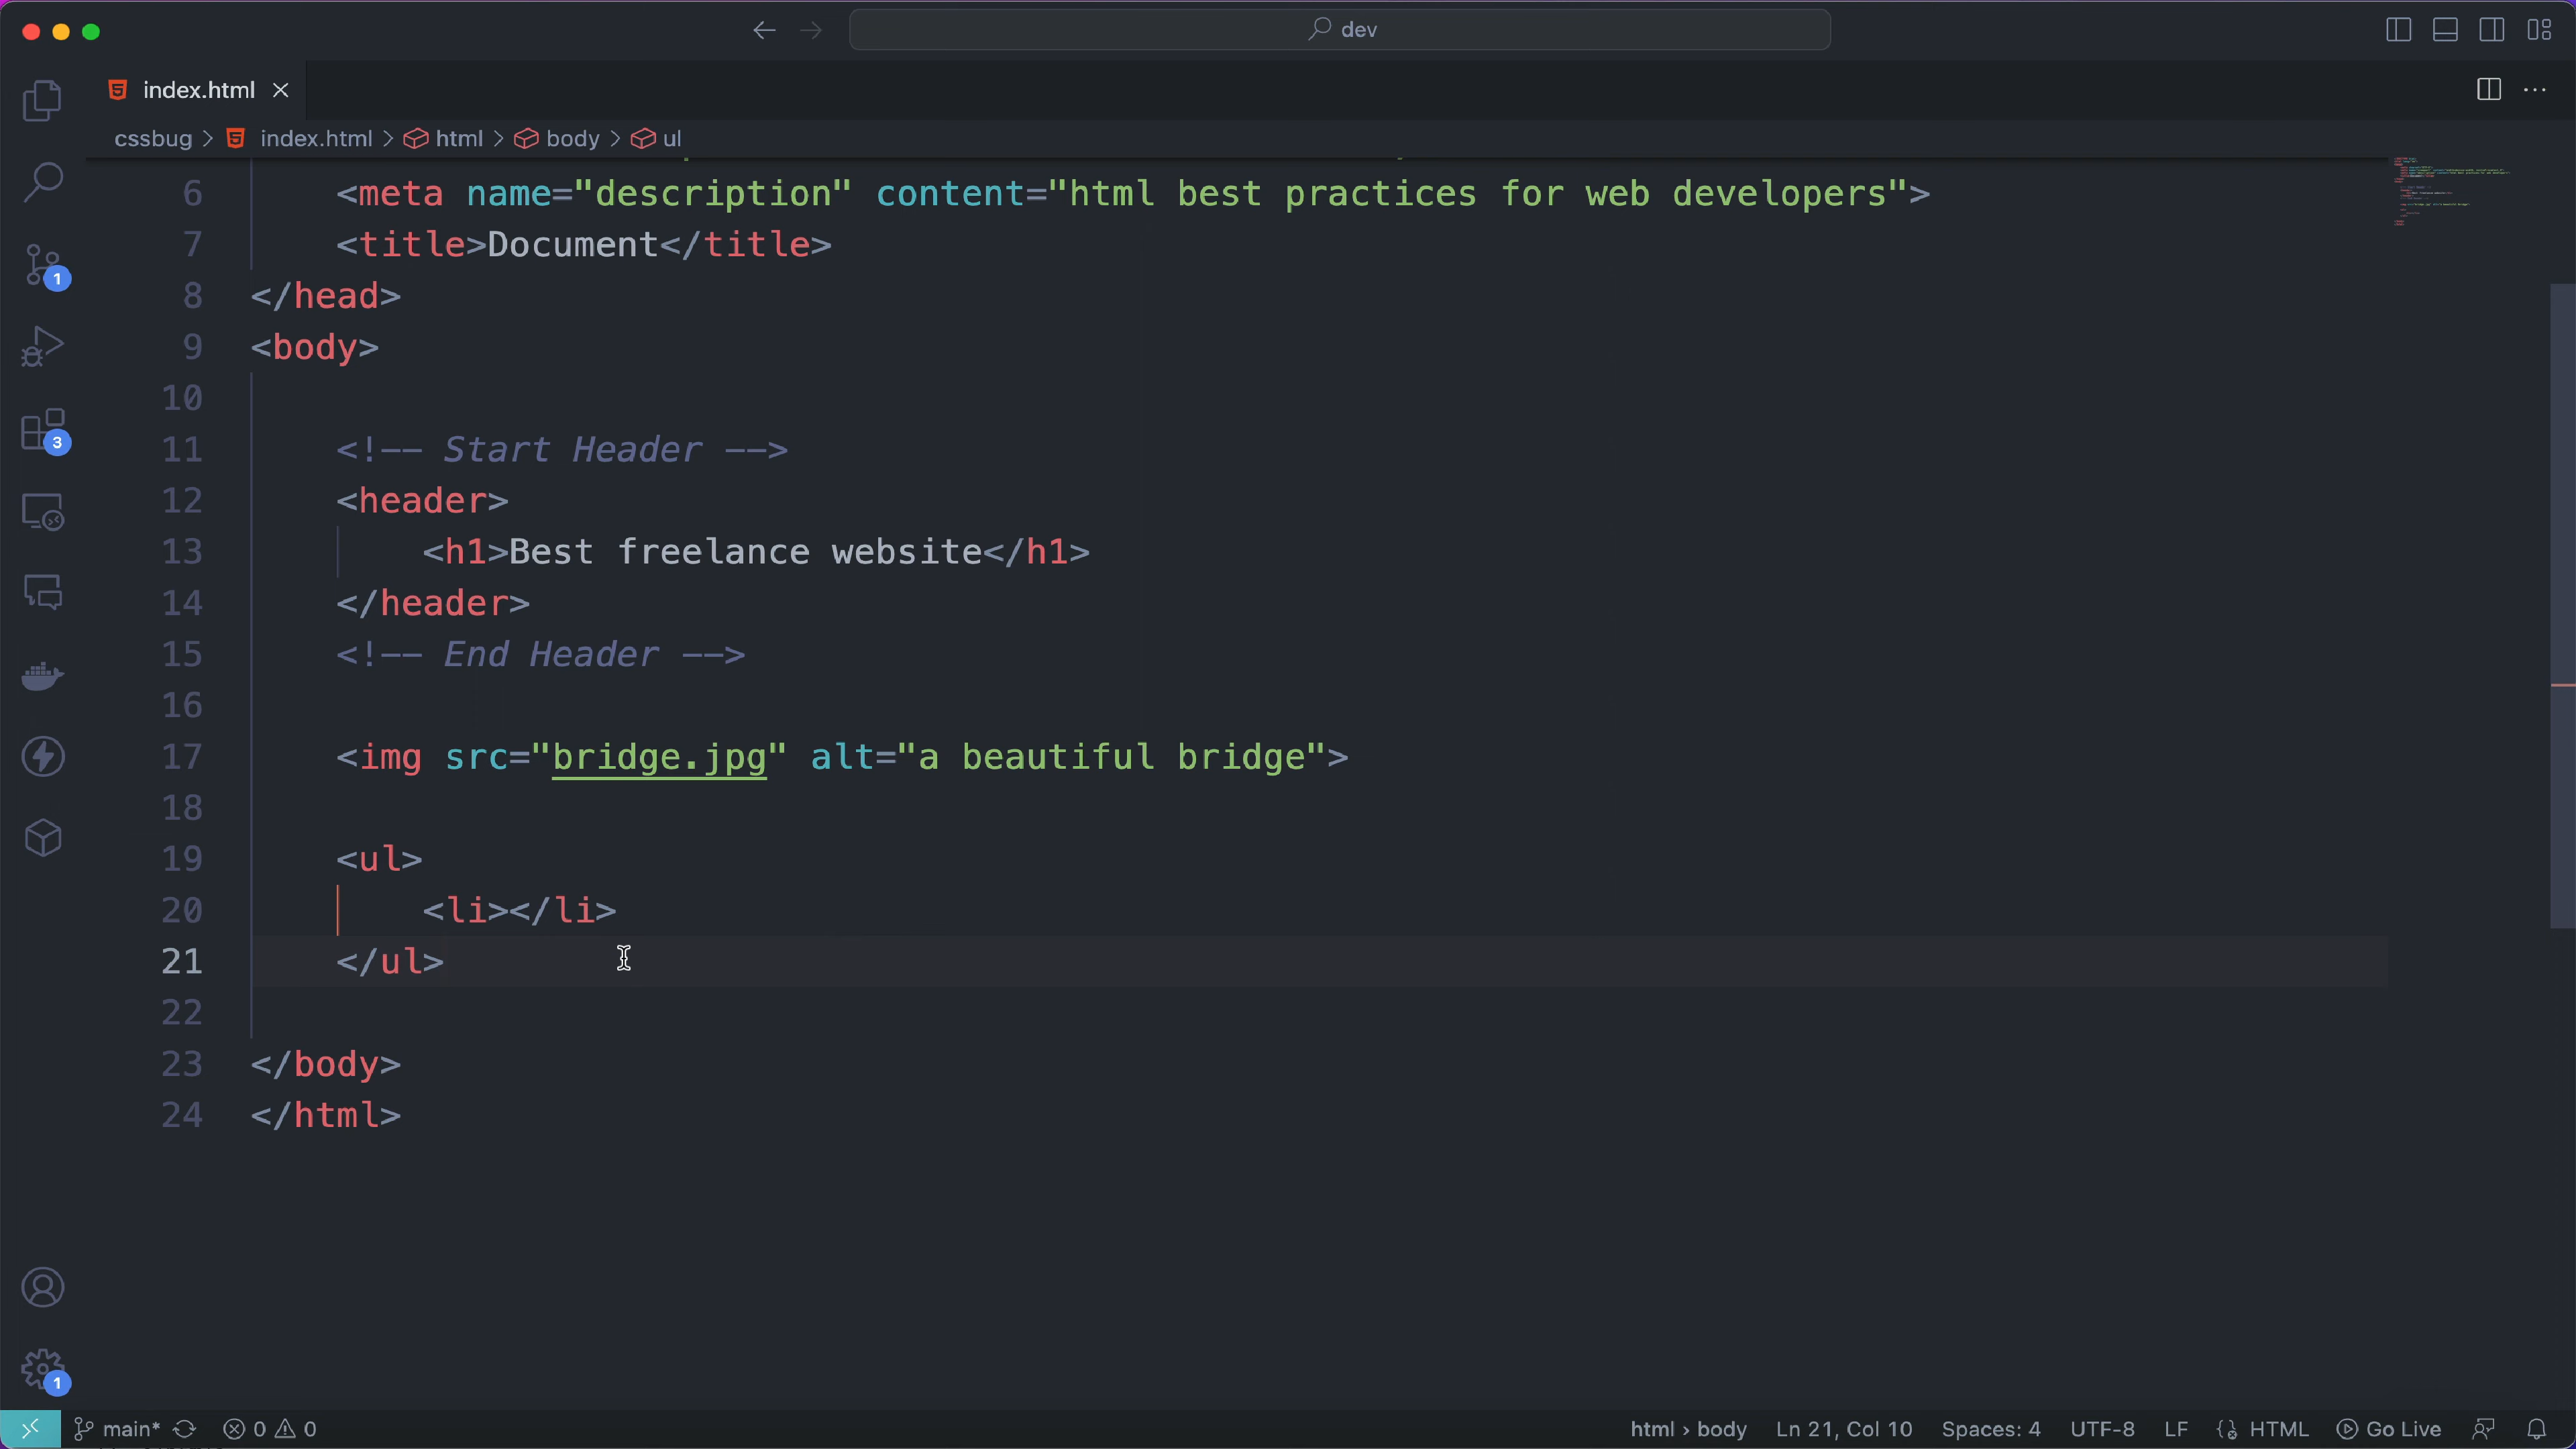 dev
index.html
cssbug > index.html > html > body > ul
6 <meta name="description" content="html best practices for web developers">
7 <title>Document</title>
8 </head>
9 <body>
10
11 <!-- Start Header -->
12 <header>
13 <h1>Best freelance website</h1>
14 </header>
15 <!-- End Header -->
16
17 <img src="bridge.jpg" alt="a beautiful bridge">
18
19 <ul>
20 <li></li>
21 </ul>
22
23 </body>
24 </html>
1
3
1
main* 0 0 html › body Ln 21, Col 10 Spaces: 4 UTF-8 LF HTML Go Live